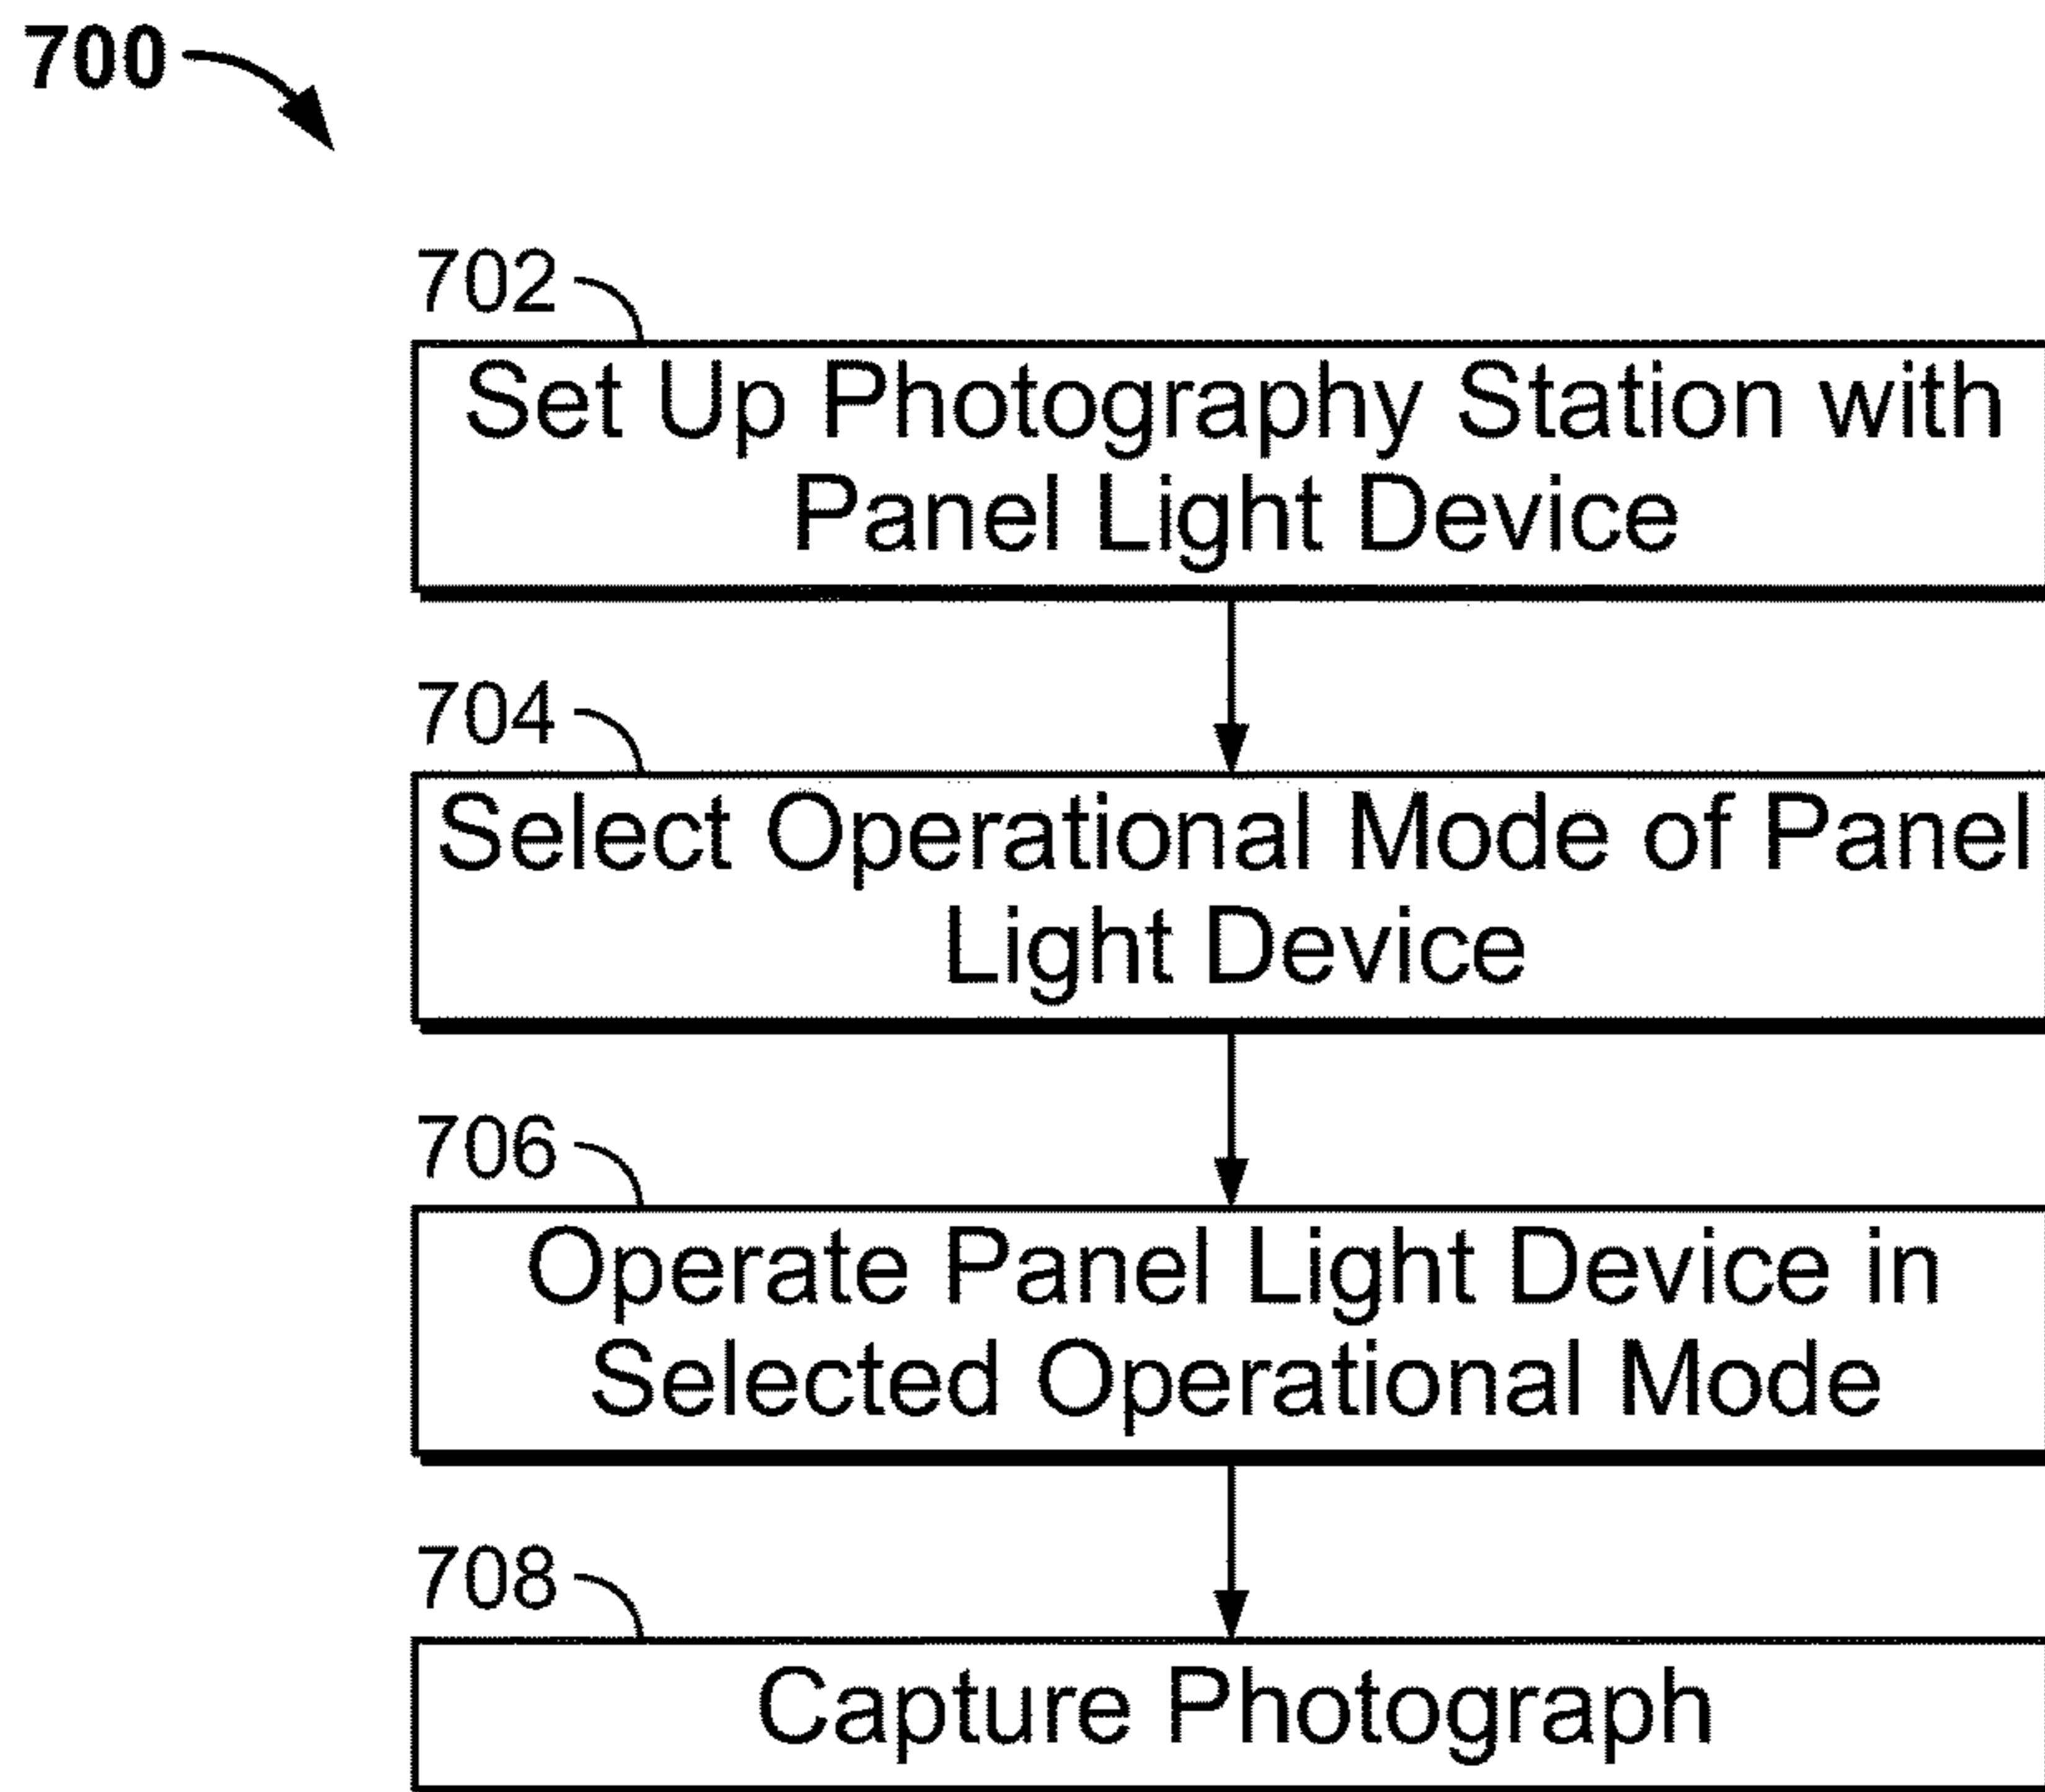 700
702
Set Up Photography Station with
Panel Light Device
704
Select Operational Mode of Panel
Light Device
706
Operate Panel Light Device in
Selected Operational Mode
708
Capture Photograph